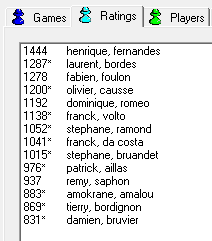 Games Ratings Players
1444 henrique, fernandes
1287* laurent, bordes
1278 fabien, foulon
1200* olivier, causse
1192 dominique, romeo
1138* franck, volto
1052* stephane, ramond
1041* franck, da costa
1015* stephane, bruandet
976* patrick, aillas
937 remy, saphon
883* amokrane, amalou
869* tierry, bordignon
831* damien, bruvier